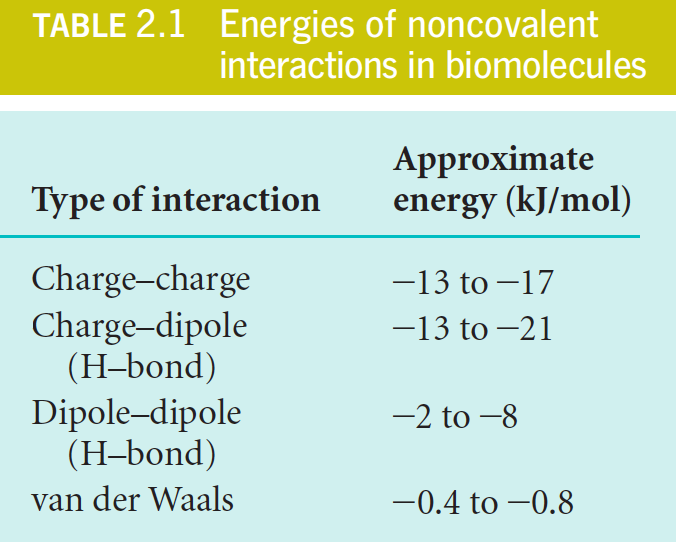 TABLE 2.1 Energies of noncovalent
interactions in biomolecules
Approximate
Type of interaction energy (kJ/mol)
Charge–charge −13 to −17
Charge–dipole −13 to −21
(H–bond)
Dipole–dipole −2 to −8
(H–bond)
van der Waals −0.4 to −0.8